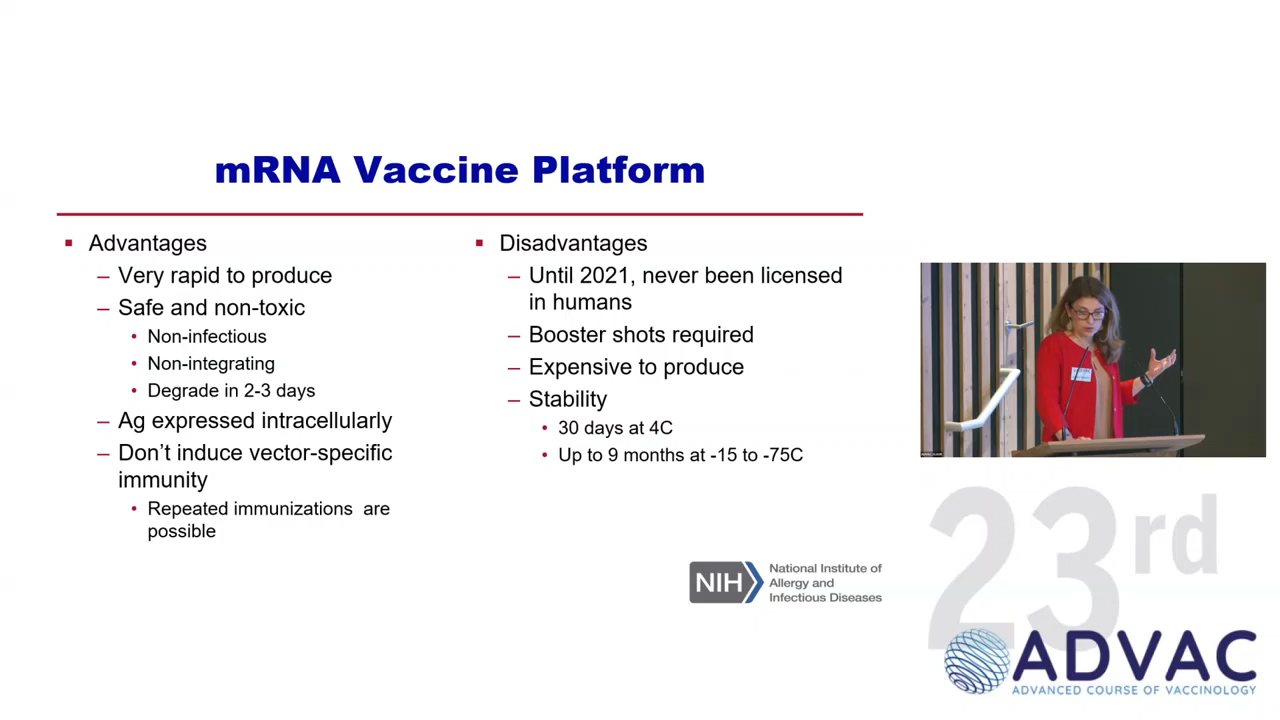 mRNA Vaccine Platform
Advantages
– Very rapid to produce
– Safe and non-toxic
• Non-infectious
• Non-integrating
• Degrade in 2-3 days
– Ag expressed intracellularly
– Don’t induce vector-specific
immunity
• Repeated immunizations are
possible
Disadvantages
– Until 2021, never been licensed
in humans
– Booster shots required
– Expensive to produce
– Stability
• 30 days at 4C
• Up to 9 months at -15 to -75C
NIH
National Institute of
Allergy and
Infectious Diseases
23rd
ADVAC
ADVANCED COURSE OF VACCINOLOGY